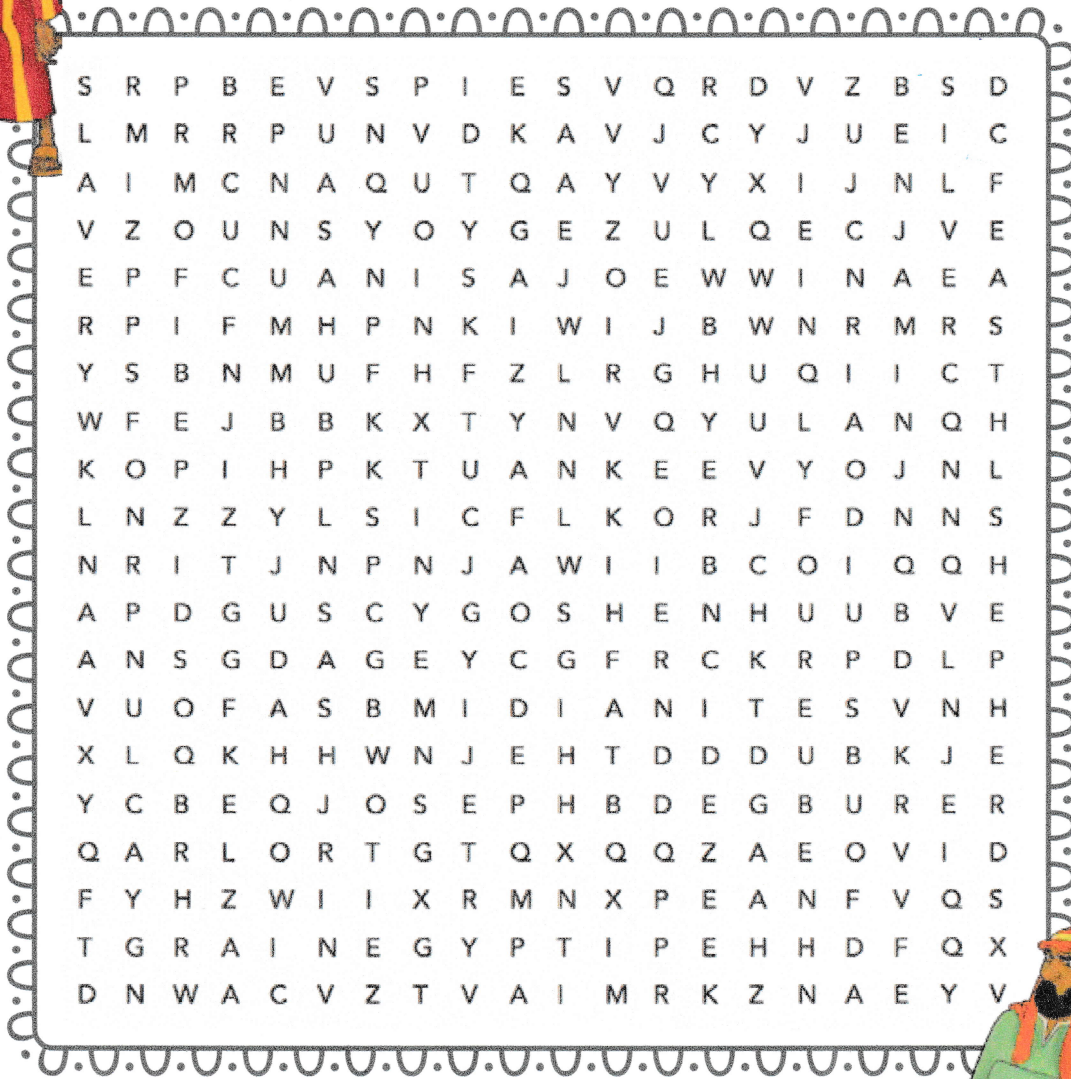 S R P B E V S P I E S V Q R D V Z B S D
L M R R P U N V D K A V J C Y J U E I C
A I M C N A Q U T Q A Y V Y X I J N L F
V Z O U N S Y O Y G E Z U L Q E C J V E
E P F C U A N I S A J O E W W I N A E A
R P I F M H P N K I W I J B W N R M R S
Y S B N M U F H F Z L R G H U Q I I C T
W F E J B B K X T Y N V Q Y U L A N Q H
K O P I H P K T U A N K E E V Y O J N L
L N Z Z Y L S I C F L K O R J F D N N S
N R I T J N P N J A W I I B C O I Q Q H
A P D G U S C Y G O S H E N H U U B V E
A N S G D A G E Y C G F R C K R P D L P
V U O F A S B M I D I A N I T E S V N H
X L Q K H H W N J E H T D D D U B K J E
Y C B E Q J O S E P H B D E G B U R E R
Q A R L O R T G T Q X Q Q Z A E O V I D
F Y H Z W I I X R M N X P E A N F V Q S
T G R A I N E G Y P T I P E H H D F Q X
D N W A C V Z T V A I M R K Z N A E Y V